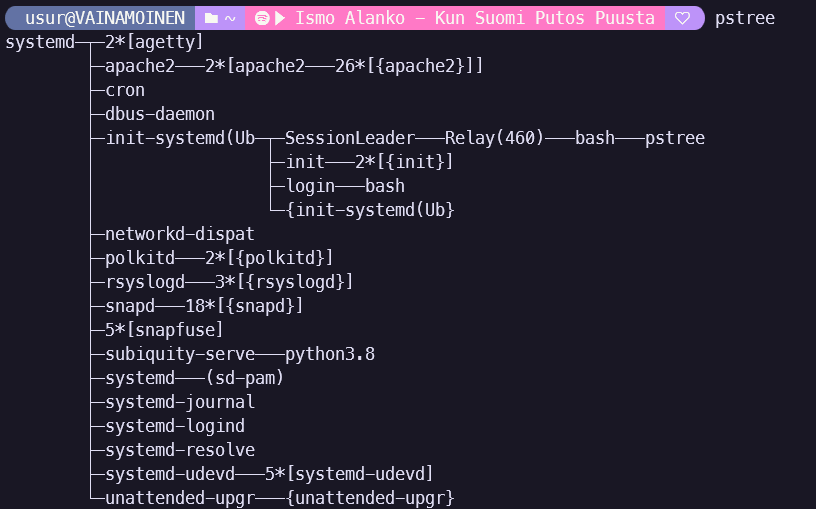 usur@VAINAMOINEN ~ Ismo Alanko – Kun Suomi Putos Puusta ♡ pstree
systemd─┬─2*[agetty]
        ├─apache2───2*[apache2───26*[{apache2}]]
        ├─cron
        ├─dbus-daemon
        ├─init-systemd(Ub─┬─SessionLeader───Relay(460)───bash───pstree
        │                 ├─init───2*[{init}]
        │                 ├─login───bash
        │                 └─{init-systemd(Ub}
        ├─networkd-dispat
        ├─polkitd───2*[{polkitd}]
        ├─rsyslogd───3*[{rsyslogd}]
        ├─snapd───18*[{snapd}]
        ├─5*[snapfuse]
        ├─subiquity-serve───python3.8
        ├─systemd───(sd-pam)
        ├─systemd-journal
        ├─systemd-logind
        ├─systemd-resolve
        ├─systemd-udevd───5*[systemd-udevd]
        └─unattended-upgr───{unattended-upgr}